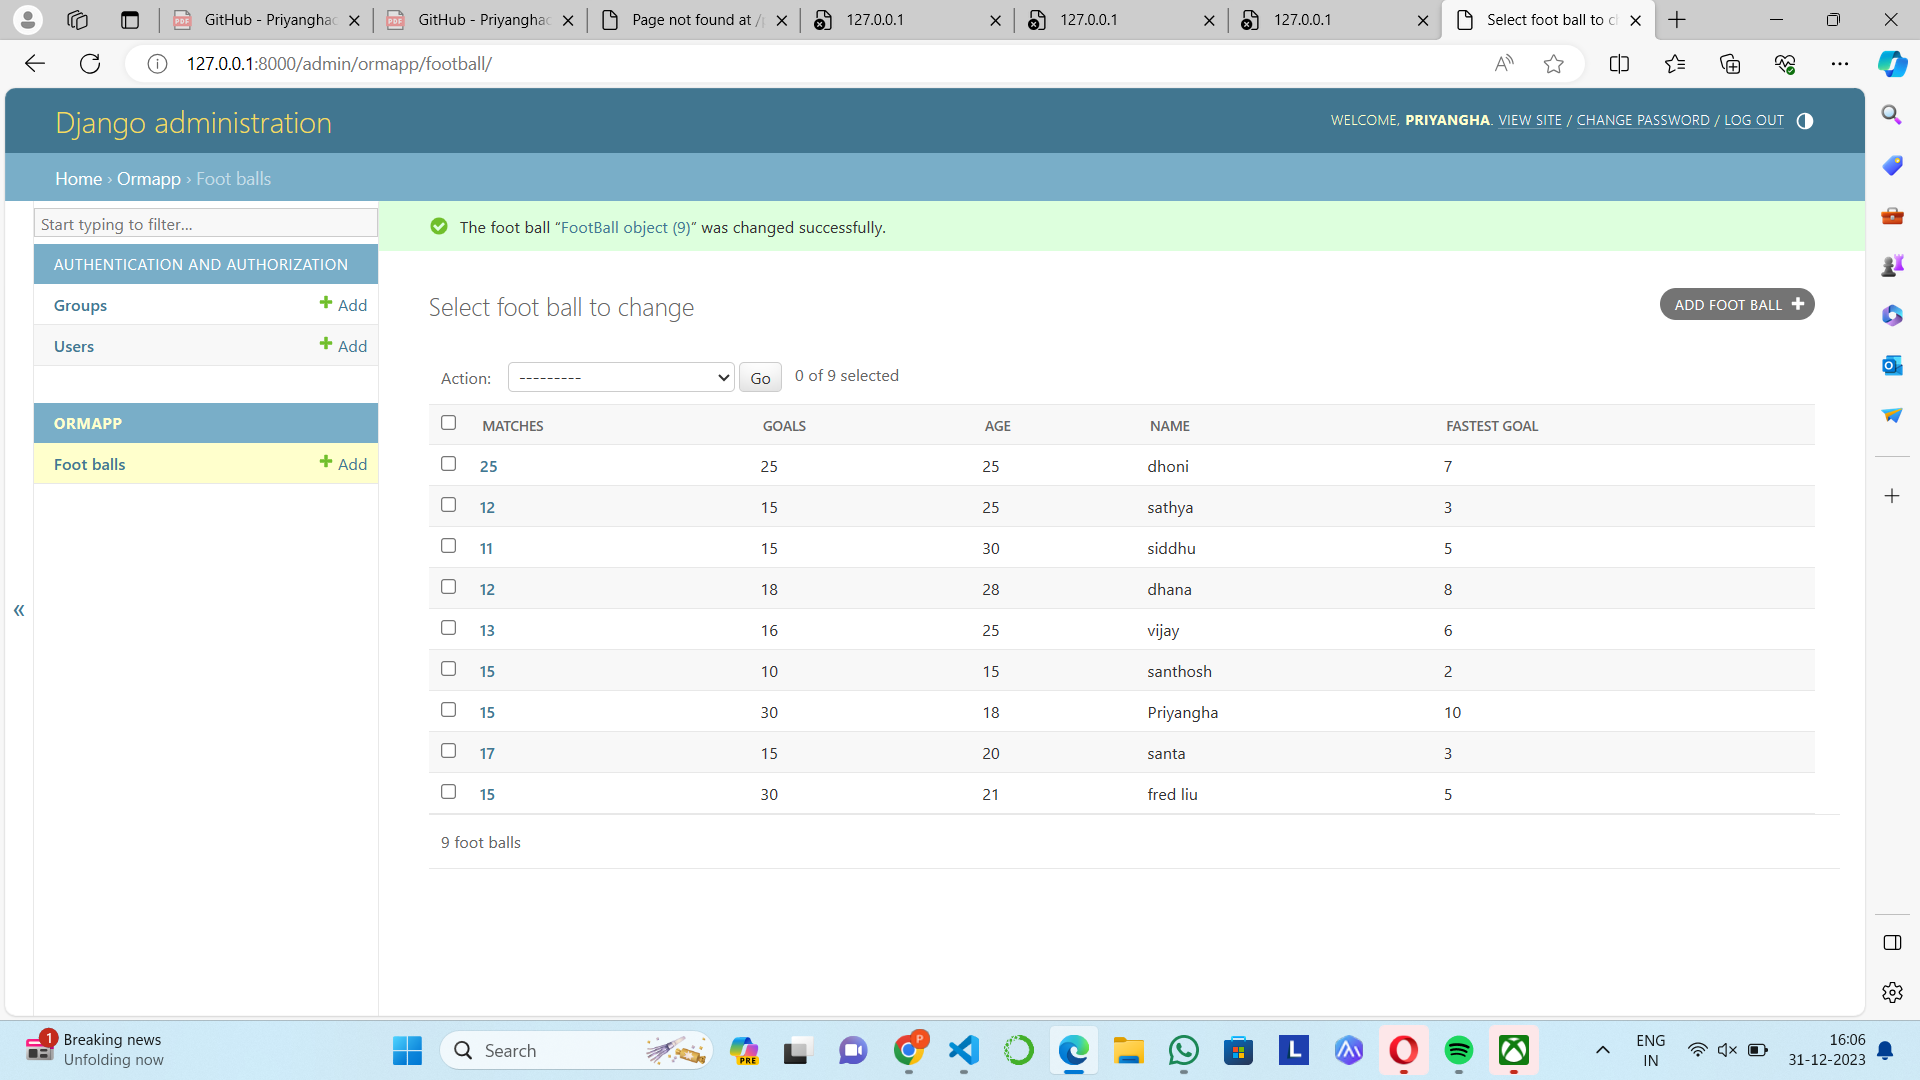 GitHub - Priyanghac
GitHub - Priyanghac
Page not found at /
127.0.0.1
127.0.0.1
127.0.0.1
Select foot ball to c
127.0.0.1:8000/admin/ormapp/football/
Django administration
WELCOME, PRIYANGHA. VIEW SITE / CHANGE PASSWORD / LOG OUT
Home › Ormapp › Foot balls
Start typing to filter...
AUTHENTICATION AND AUTHORIZATION
Groups Add
Users Add
ORMAPP
Foot balls Add
«
The foot ball “FootBall object (9)” was changed successfully.
Select foot ball to change
ADD FOOT BALL
Action: --------- Go 0 of 9 selected
MATCHES GOALS AGE NAME FASTEST GOAL
25 25 25 dhoni 7
12 15 25 sathya 3
11 15 30 siddhu 5
12 18 28 dhana 8
13 16 25 vijay 6
15 10 15 santhosh 2
15 30 18 Priyangha 10
17 15 20 santa 3
15 30 21 fred liu 5
9 foot balls
1
Breaking news
Unfolding now
Search
PRE
P
L
ENG
IN
16:06
31-12-2023